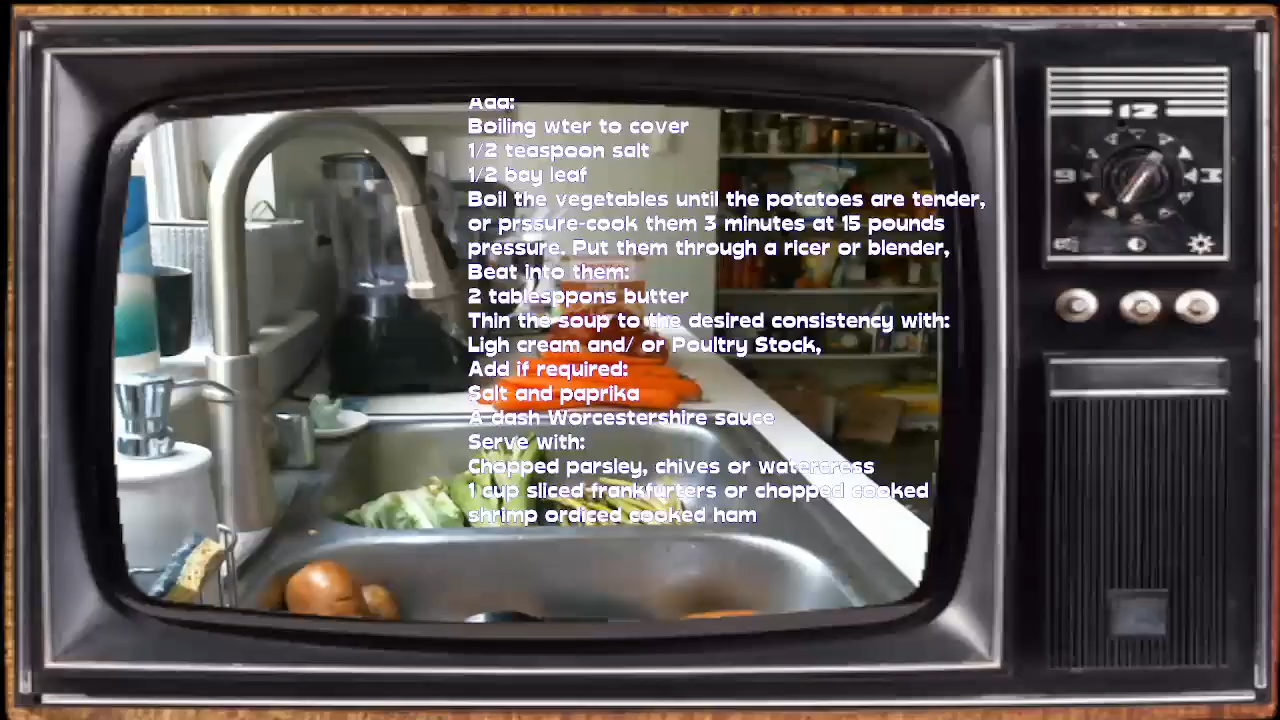 Add:
Boiling wter to cover
1/2 teaspoon salt
1/2 bay leaf
Boil the vegetables until the potatoes are tender,
or prssure-cook them 3 minutes at 15 pounds
pressure. Put them through a ricer or blender,
Beat into them:
2 tablesppons butter
Thin the soup to the desired consistency with:
Ligh cream and/ or Poultry Stock,
Add if required:
Salt and paprika
A dash Worcestershire sauce
Serve with:
Chopped parsley, chives or watercress
1 cup sliced frankfurters or chopped cooked
shrimp ordiced cooked ham
12
9
3